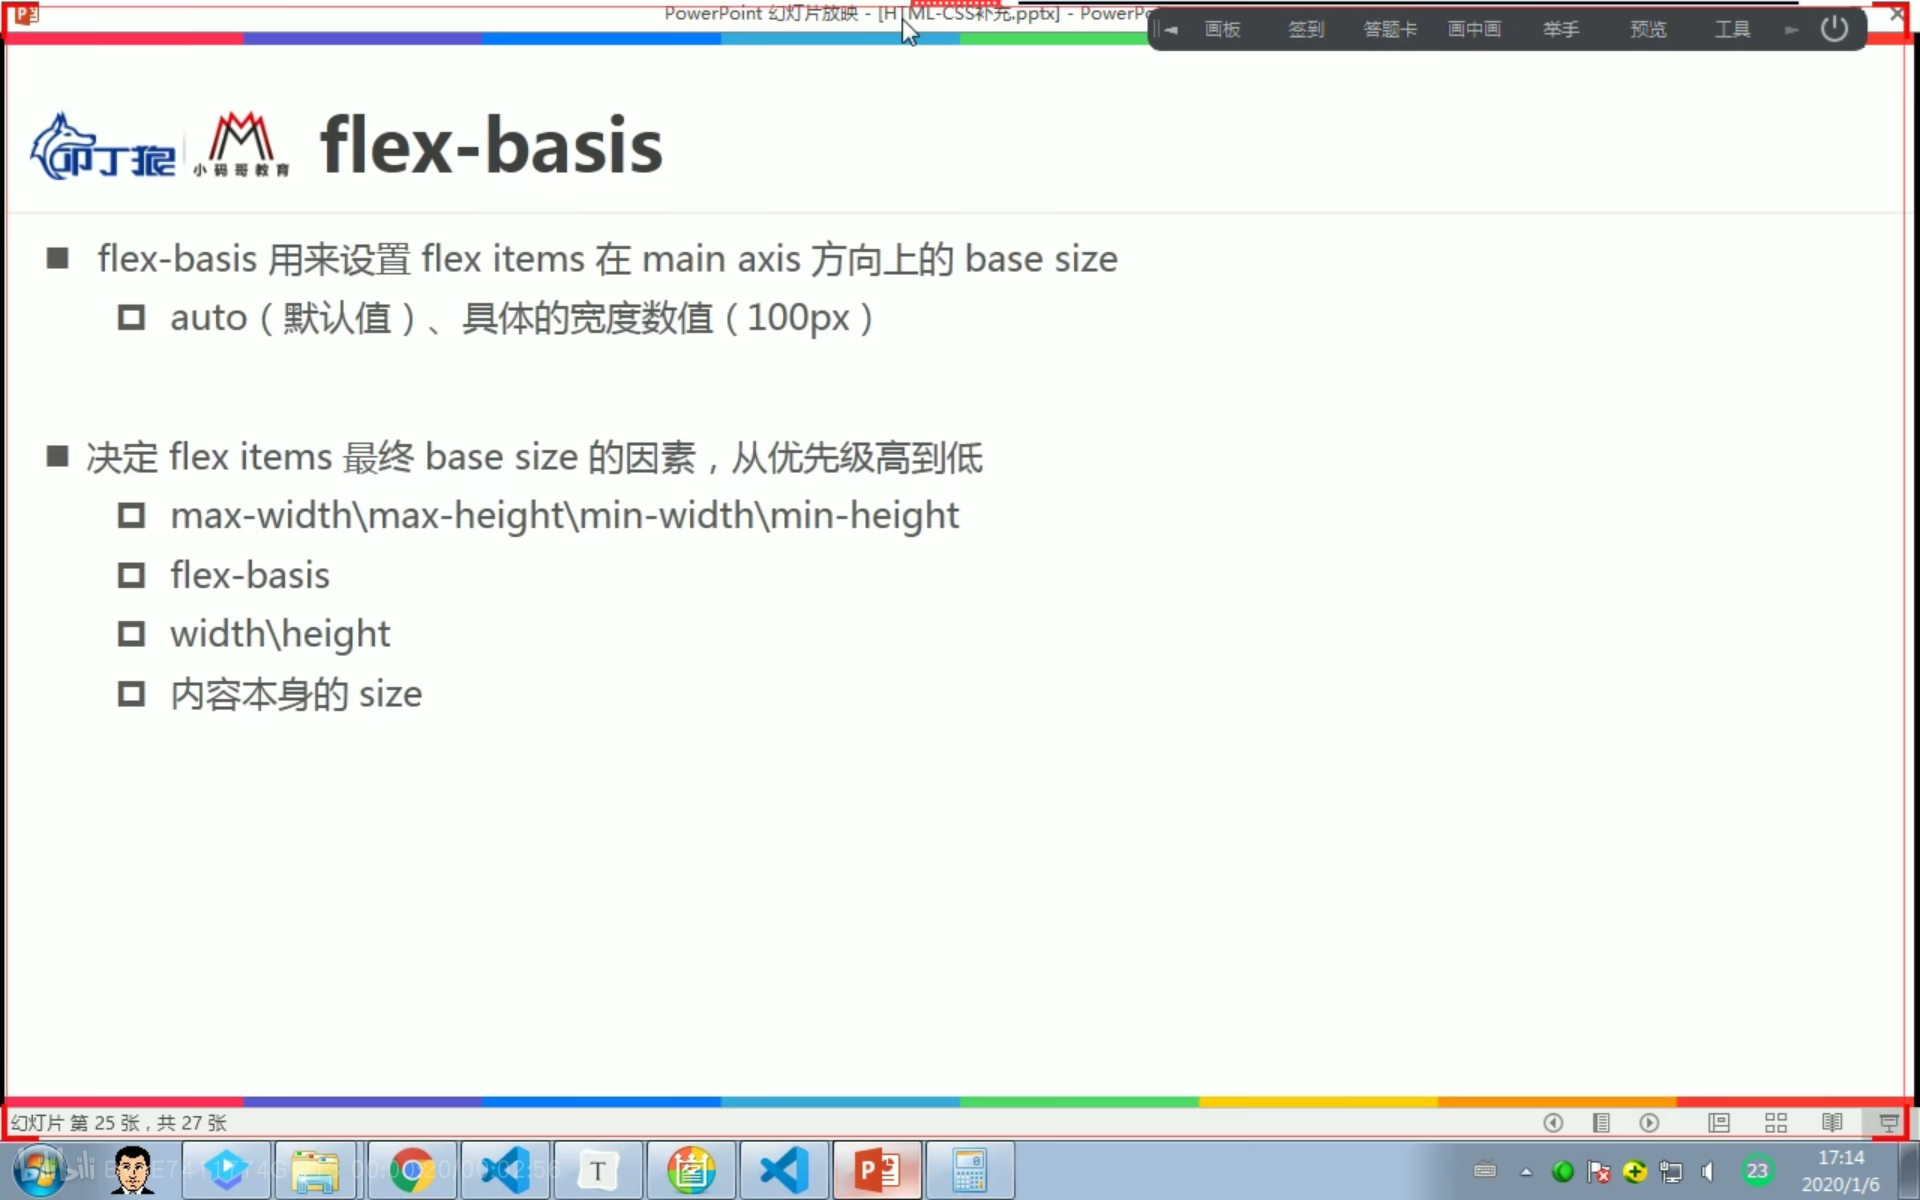 PowerPoint 幻灯片放映 - [HTML-CSS补充.pptx] - PowerPo
画板 签到 答题卡 画中画 举手 预览 工具
叩丁狼 小码哥教育 flex-basis
flex-basis 用来设置 flex items 在 main axis 方向上的 base size
auto（默认值）、具体的宽度数值（100px）
决定 flex items 最终 base size 的因素，从优先级高到低
max-width\max-height\min-width\min-height
flex-basis
width\height
内容本身的 size
幻灯片 第 25 张，共 27 张
23
17:14
2020/1/6